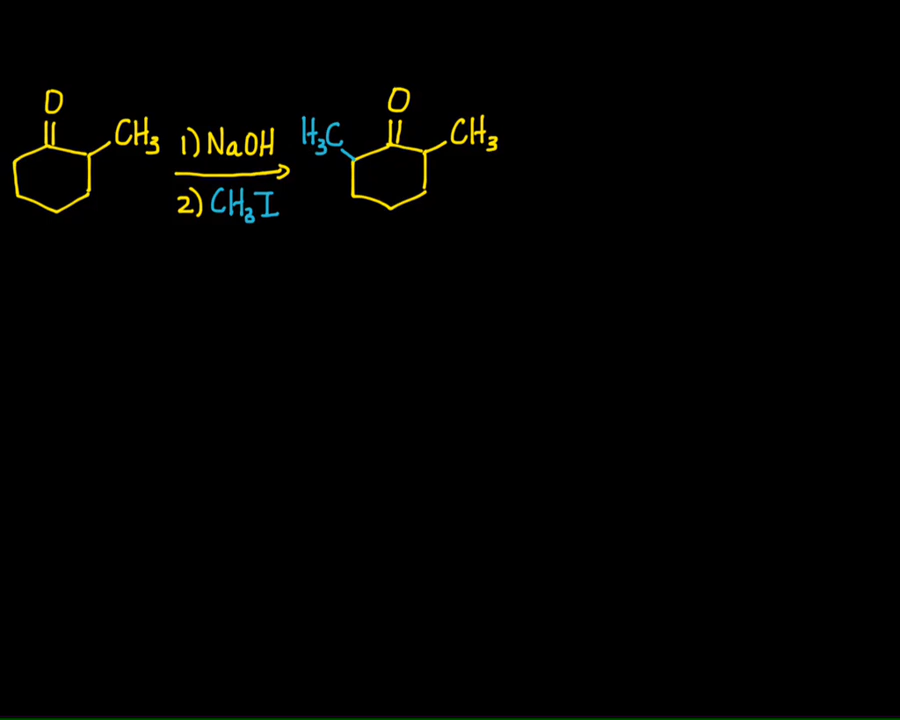 O
O
CH₃
1) NaOH
H₃C
CH₃
2) CH₃I